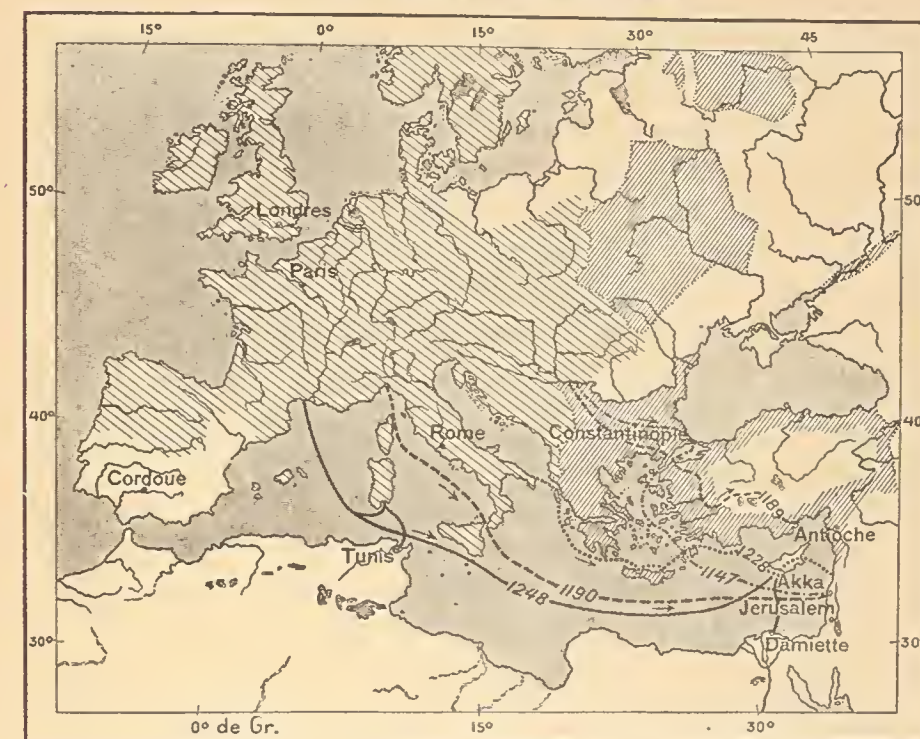 15° 0° 15° 30° 45
50° 50°
Londres
Paris
40° 40°
Rome Constantinople
Cordoue
1189
Antioche
Tunis
1228
1147
Akka
1248 1190
Jerusalem
30° 30°
Damiette
0° de Gr. 15° 30°